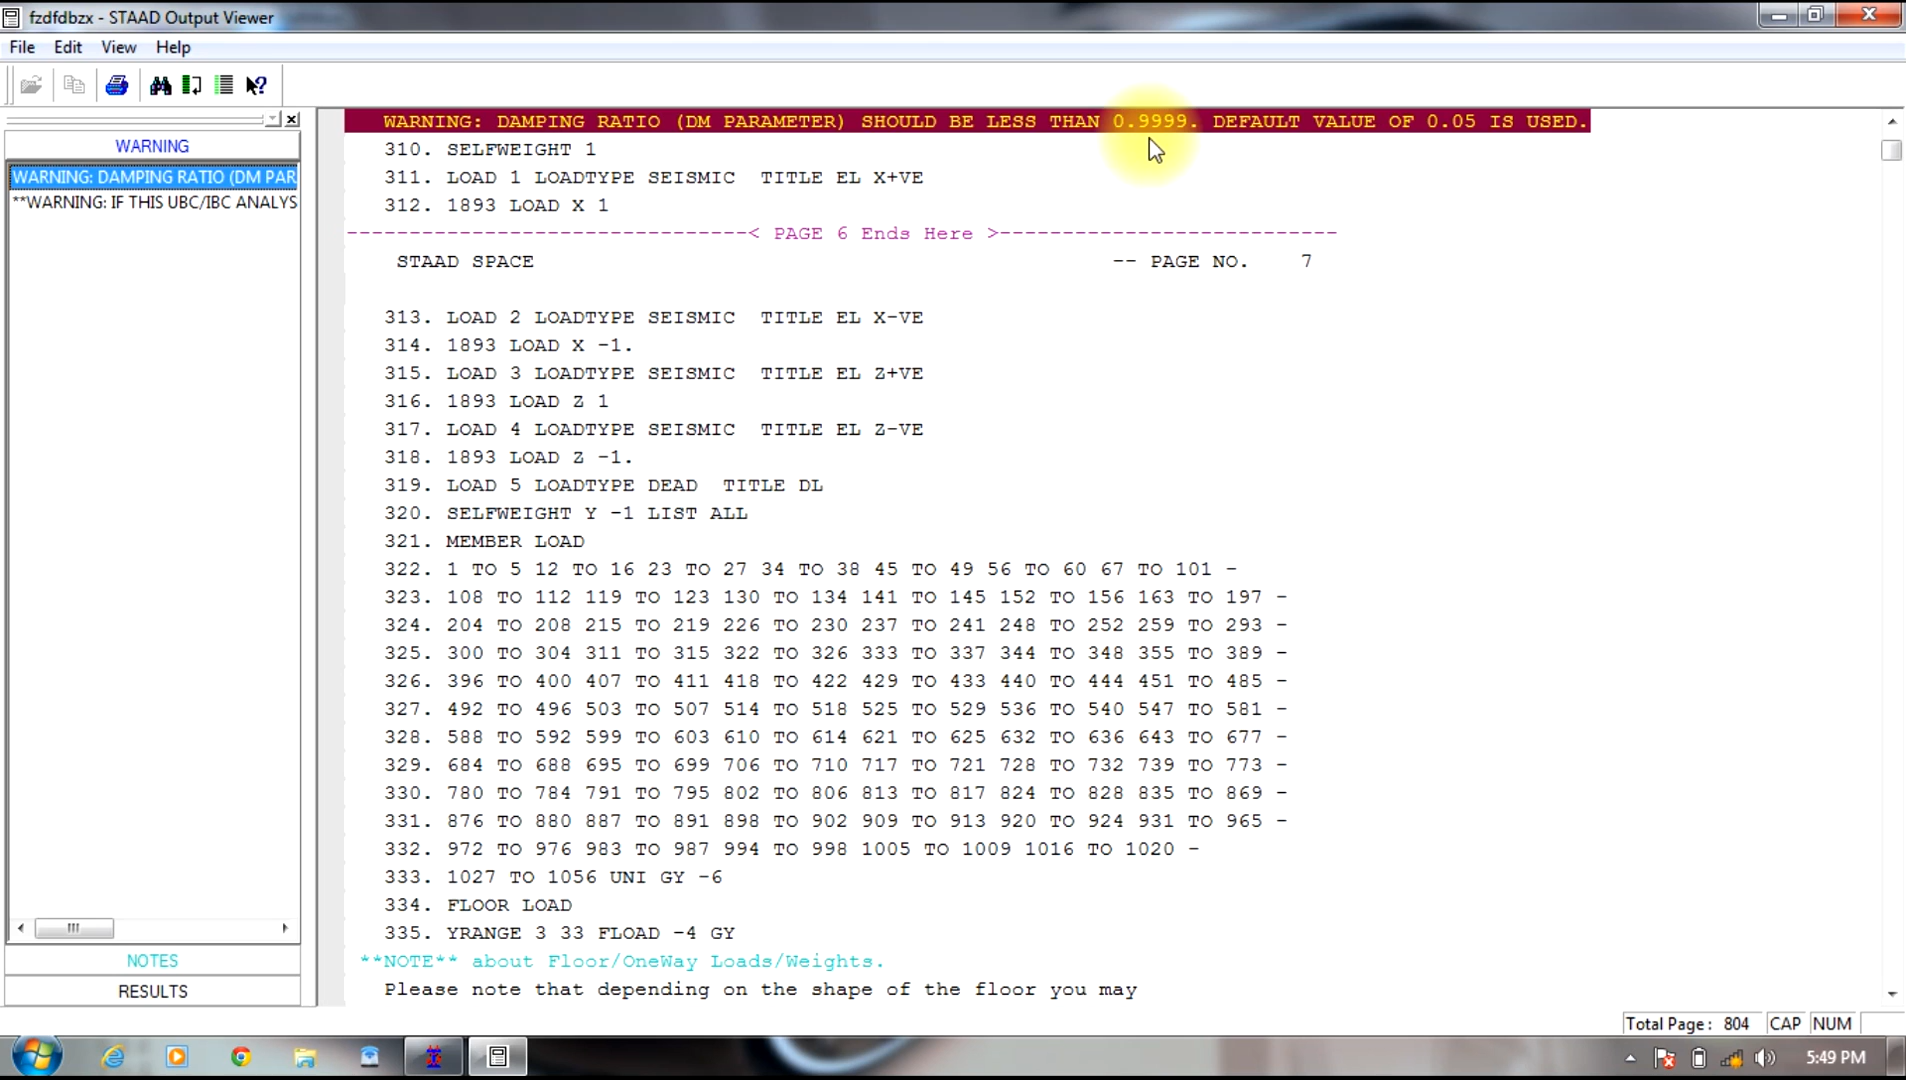 fzdfdbzx - STAAD Output Viewer
File Edit View Help
WARNING
WARNING: DAMPING RATIO (DM PAR
**WARNING: IF THIS UBC/IBC ANALYS
NOTES
RESULTS
WARNING: DAMPING RATIO (DM PARAMETER) SHOULD BE LESS THAN 0.9999. DEFAULT VALUE OF 0.05 IS USED.
310. SELFWEIGHT 1
311. LOAD 1 LOADTYPE SEISMIC TITLE EL X+VE
312. 1893 LOAD X 1
--------------------------------< PAGE 6 Ends Here >---------------------------
STAAD SPACE -- PAGE NO. 7
313. LOAD 2 LOADTYPE SEISMIC TITLE EL X-VE
314. 1893 LOAD X -1.
315. LOAD 3 LOADTYPE SEISMIC TITLE EL Z+VE
316. 1893 LOAD Z 1
317. LOAD 4 LOADTYPE SEISMIC TITLE EL Z-VE
318. 1893 LOAD Z -1.
319. LOAD 5 LOADTYPE DEAD TITLE DL
320. SELFWEIGHT Y -1 LIST ALL
321. MEMBER LOAD
322. 1 TO 5 12 TO 16 23 TO 27 34 TO 38 45 TO 49 56 TO 60 67 TO 101 -
323. 108 TO 112 119 TO 123 130 TO 134 141 TO 145 152 TO 156 163 TO 197 -
324. 204 TO 208 215 TO 219 226 TO 230 237 TO 241 248 TO 252 259 TO 293 -
325. 300 TO 304 311 TO 315 322 TO 326 333 TO 337 344 TO 348 355 TO 389 -
326. 396 TO 400 407 TO 411 418 TO 422 429 TO 433 440 TO 444 451 TO 485 -
327. 492 TO 496 503 TO 507 514 TO 518 525 TO 529 536 TO 540 547 TO 581 -
328. 588 TO 592 599 TO 603 610 TO 614 621 TO 625 632 TO 636 643 TO 677 -
329. 684 TO 688 695 TO 699 706 TO 710 717 TO 721 728 TO 732 739 TO 773 -
330. 780 TO 784 791 TO 795 802 TO 806 813 TO 817 824 TO 828 835 TO 869 -
331. 876 TO 880 887 TO 891 898 TO 902 909 TO 913 920 TO 924 931 TO 965 -
332. 972 TO 976 983 TO 987 994 TO 998 1005 TO 1009 1016 TO 1020 -
333. 1027 TO 1056 UNI GY -6
334. FLOOR LOAD
335. YRANGE 3 33 FLOAD -4 GY
**NOTE** about Floor/OneWay Loads/Weights.
Please note that depending on the shape of the floor you may
Total Page: 804 CAP NUM
5:49 PM